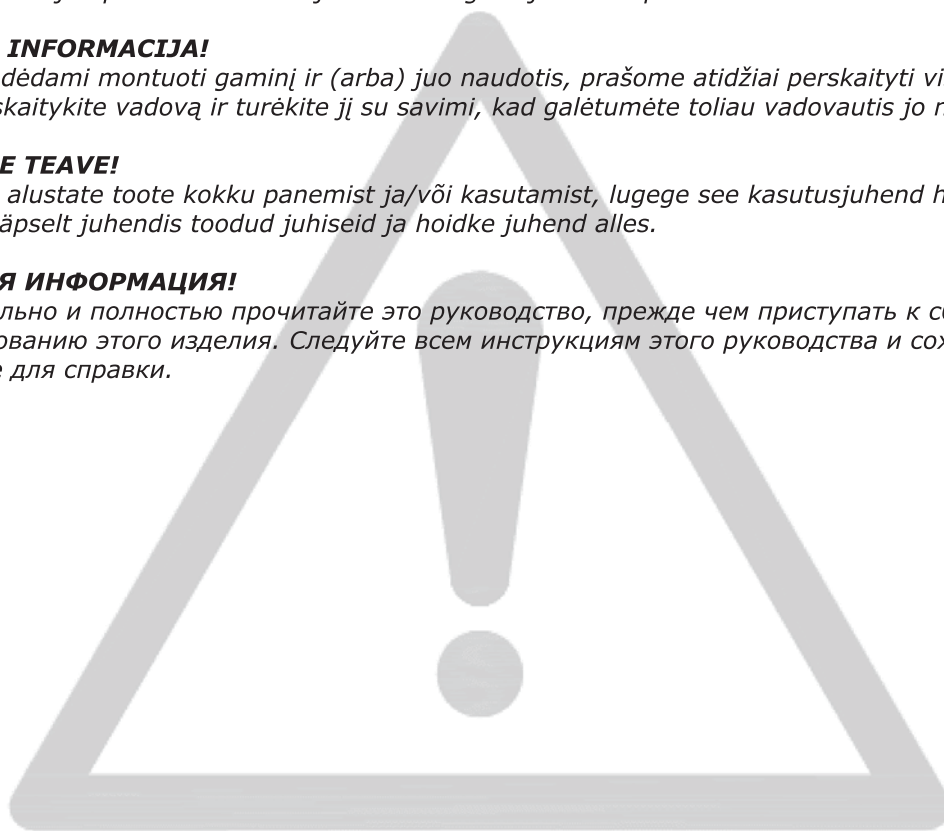 INFORMACIJA!
dėdami montuoti gaminį ir (arba) juo naudotis, prašome atidžiai perskaityti vi
skaitykite vadovą ir turėkite jį su savimi, kad galėtumėte toliau vadovautis jo
E TEAVE!
alustate toote kokku panemist ja/või kasutamist, lugege see kasutusjuhend h
äpselt juhendis toodud juhiseid ja hoidke juhend alles.
Я ИНФОРМАЦИЯ!
льно и полностью прочитайте это руководство, прежде чем приступать к сб
ованию этого изделия. Следуйте всем инструкциям этого руководства и сох
е для справки.